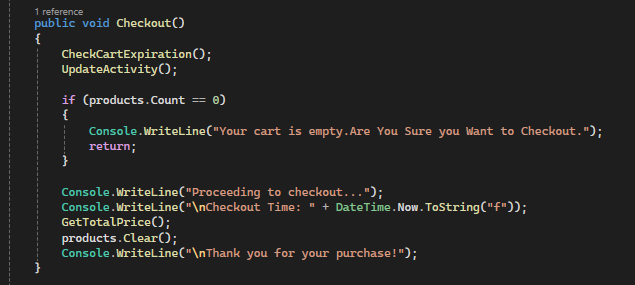 1 reference
public void Checkout()
{
CheckCartExpiration();
UpdateActivity();
if (products.Count == 0)
{
Console.WriteLine("Your cart is empty.Are You Sure you Want to Checkout.");
return;
}
Console.WriteLine("Proceeding to checkout...");
Console.WriteLine("\nCheckout Time: " + DateTime.Now.ToString("f"));
GetTotalPrice();
products.Clear();
Console.WriteLine("\nThank you for your purchase!");
}